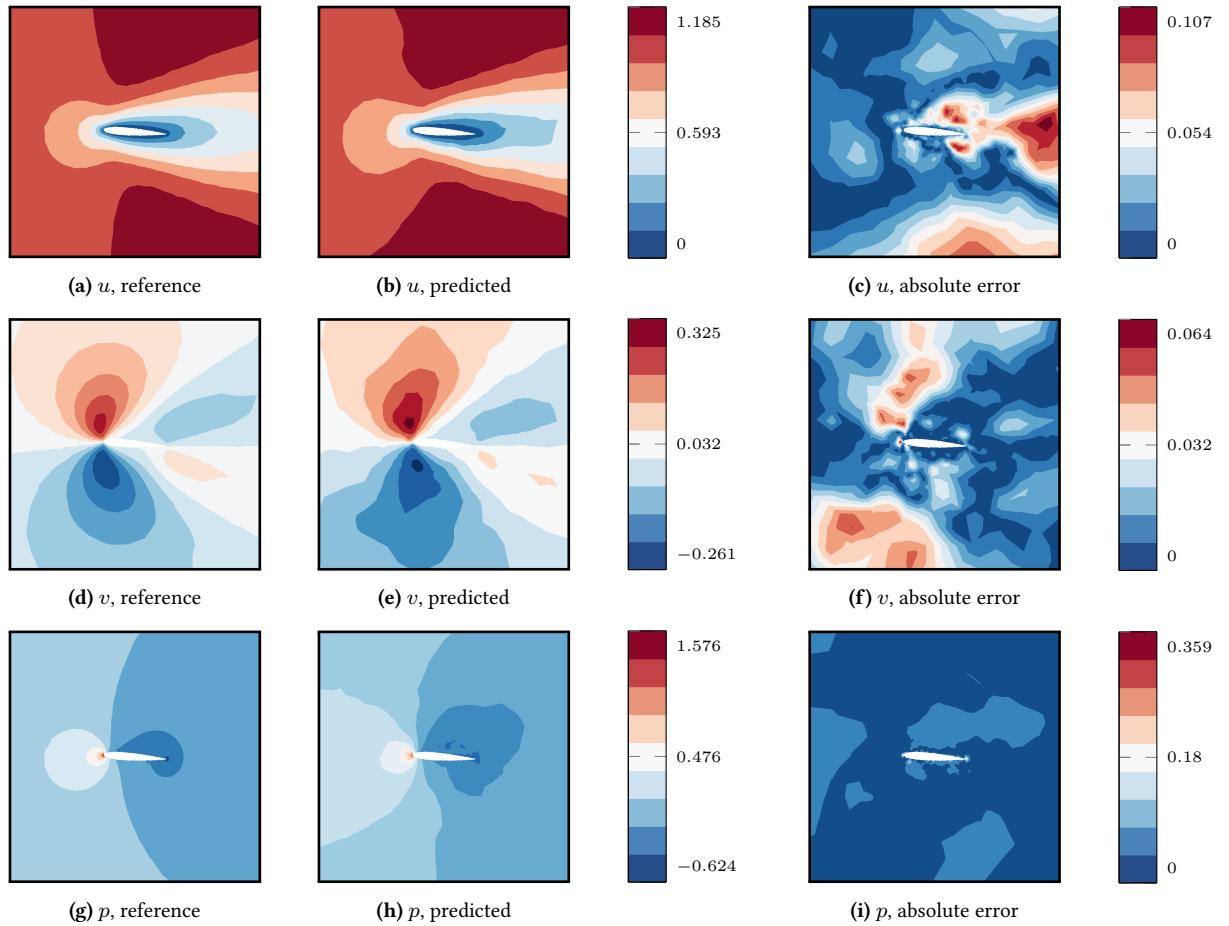 1.185
0.593
0
0.107
0.054
0
(a) u, reference
(b) u, predicted
(c) u, absolute error
0.325
0.032
−0.261
0.064
0.032
0
(d) v, reference
(e) v, predicted
(f) v, absolute error
1.576
0.476
−0.624
0.359
0.18
0
(g) p, reference
(h) p, predicted
(i) p, absolute error